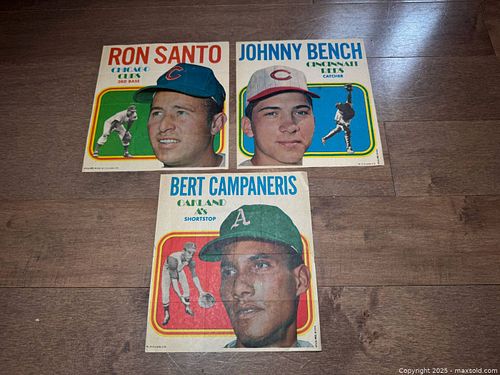 RON SANTO
CHICAGO
CUBS
3RD BASE
C
JOHNNY BENCH
CINCINNATI
REDS
CATCHER
C
BERT CAMPANERIS
OAKLAND
A's
SHORTSTOP
A
Copyright 2025 - maxsold.com